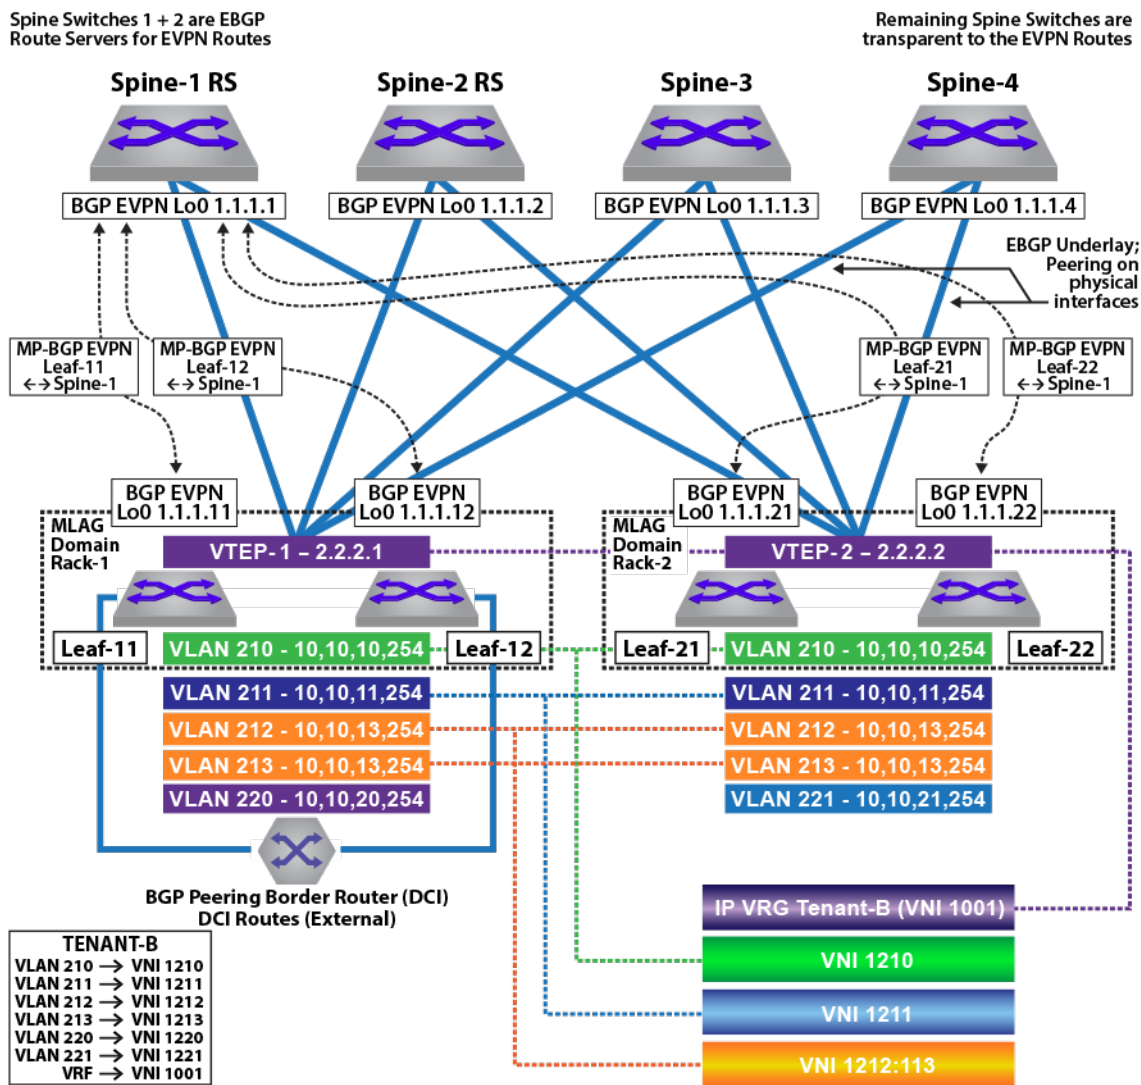 Spine Switches 1 + 2 are EBGP
Route Servers for EVPN Routes
Remaining Spine Switches are
transparent to the EVPN Routes
Spine-1 RS
Spine-2 RS
Spine-3
Spine-4
BGP EVPN Lo0 1.1.1.1
BGP EVPN Lo0 1.1.1.2
BGP EVPN Lo0 1.1.1.3
BGP EVPN Lo0 1.1.1.4
EBGP Underlay;
Peering on
physical
interfaces
MP-BGP EVPN
Leaf-11
←→Spine-1
MP-BGP EVPN
Leaf-12
←→Spine-1
MP-BGP EVPN
Leaf-21
←→Spine-1
MP-BGP EVPN
Leaf-22
←→Spine-1
BGP EVPN
Lo0 1.1.1.11
BGP EVPN
Lo0 1.1.1.12
BGP EVPN
Lo0 1.1.1.21
BGP EVPN
Lo0 1.1.1.22
MLAG
Domain
Rack-1
VTEP-1 – 2.2.2.1
MLAG
Domain
Rack-2
VTEP-2 – 2.2.2.2
Leaf-11
VLAN 210 - 10,10,10,254
Leaf-12
Leaf-21
VLAN 210 - 10,10,10,254
Leaf-22
VLAN 211 - 10,10,11,254
VLAN 211 - 10,10,11,254
VLAN 212 - 10,10,13,254
VLAN 212 - 10,10,13,254
VLAN 213 - 10,10,13,254
VLAN 213 - 10,10,13,254
VLAN 220 - 10,10,20,254
VLAN 221 - 10,10,21,254
BGP Peering Border Router (DCI)
DCI Routes (External)
IP VRG Tenant-B (VNI 1001)
VNI 1210
VNI 1211
VNI 1212:113
TENANT-B
VLAN 210 → VNI 1210
VLAN 211 → VNI 1211
VLAN 212 → VNI 1212
VLAN 213 → VNI 1213
VLAN 220 → VNI 1220
VLAN 221 → VNI 1221
VRF → VNI 1001